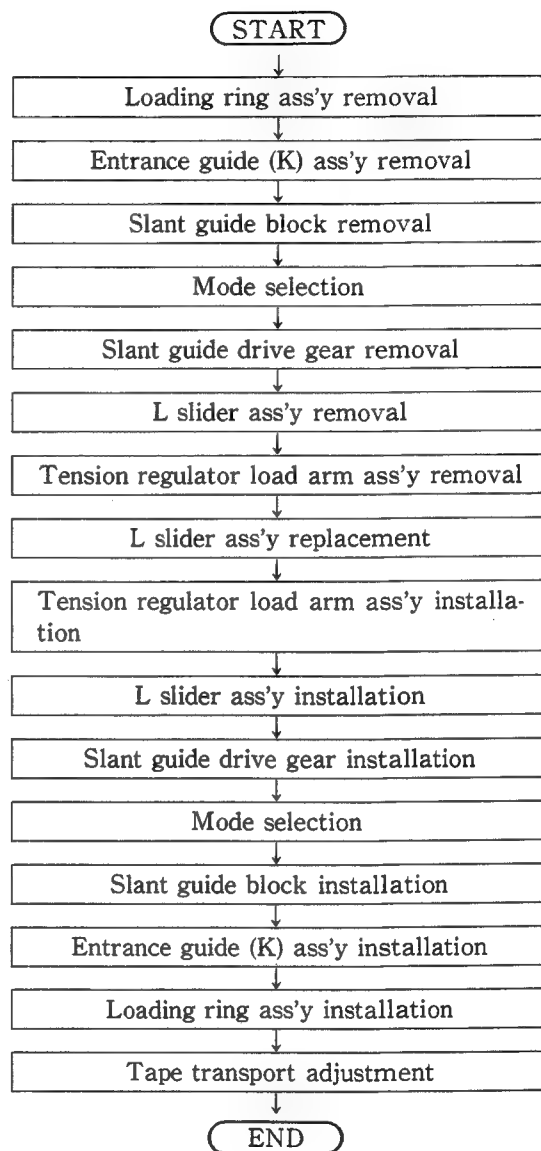 START
Loading ring ass'y removal
Entrance guide (K) ass'y removal
Slant guide block removal
Mode selection
Slant guide drive gear removal
L slider ass'y removal
Tension regulator load arm ass'y removal
L slider ass'y replacement
Tension regulator load arm ass'y installa-
tion
L slider ass'y installation
Slant guide drive gear installation
Mode selection
Slant guide block installation
Entrance guide (K) ass'y installation
Loading ring ass'y installation
Tape transport adjustment
END